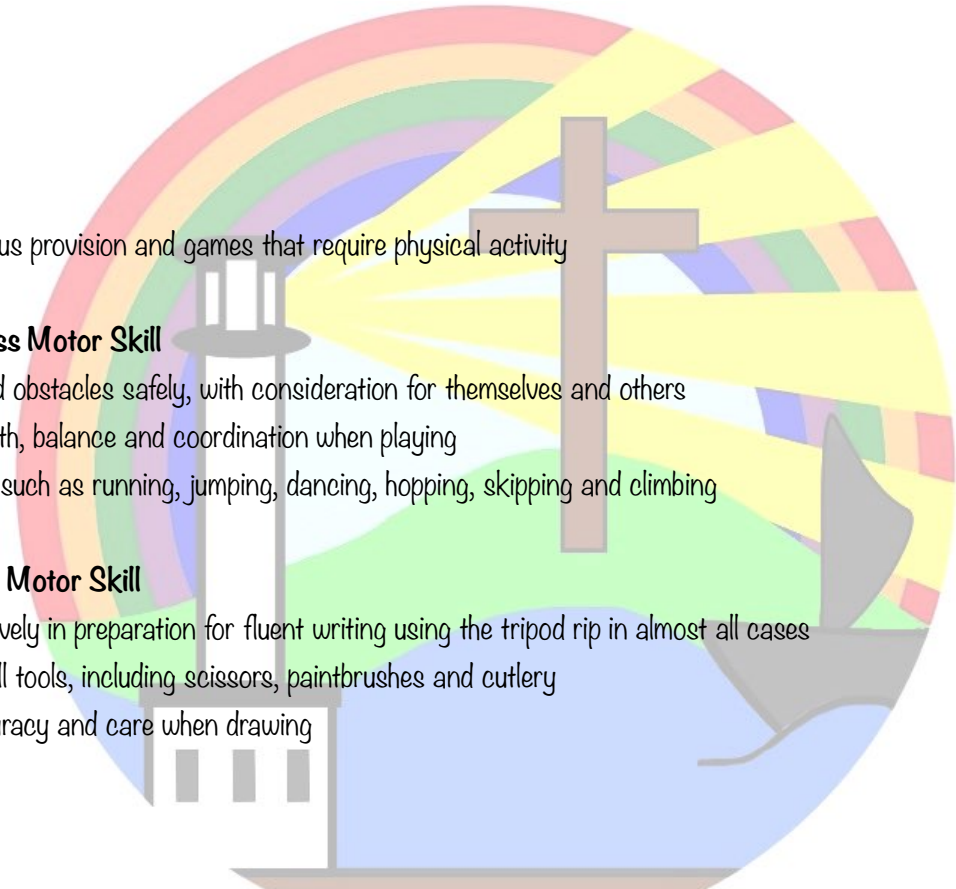 us provision and games that require physical activity
ss Motor Skill
d obstacles safely, with consideration for themselves and others
th, balance and coordination when playing
such as running, jumping, dancing, hopping, skipping and climbing
Motor Skill
vely in preparation for fluent writing using the tripod rip in almost all cases
ll tools, including scissors, paintbrushes and cutlery
racy and care when drawing